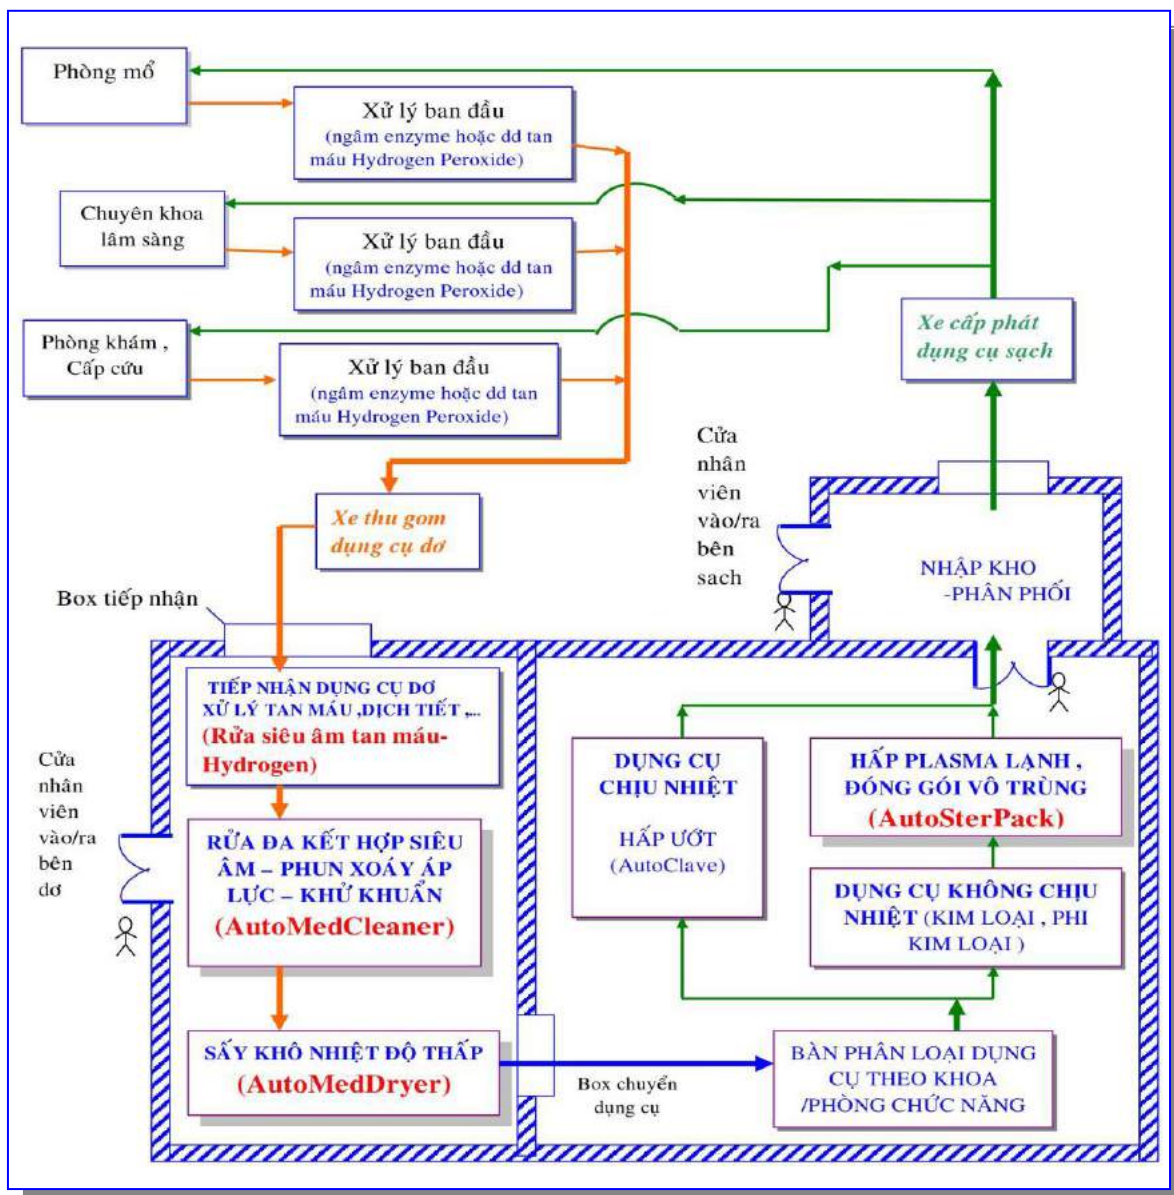 Phòng mổ
Xử lý ban đầu
(ngâm enzyme hoặc dd tan
máu Hydrogen Peroxide)
Chuyên khoa
lâm sàng
Xử lý ban đầu
(ngâm enzyme hoặc dd tan
máu Hydrogen Peroxide)
Phòng khám ,
Cấp cứu
Xử lý ban đầu
(ngâm enzyme hoặc dd tan
máu Hydrogen Peroxide)
Xe cấp phát
dụng cụ sạch
Xe thu gom
dụng cụ dơ
Cửa
nhân
viên
vào/ra
bên
sach
NHẬP KHO
-PHÂN PHỐI
Box tiếp nhận
TIẾP NHẬN DỤNG CỤ DƠ
XỬ LÝ TAN MÁU ,DỊCH TIẾT ,...
(Rửa siêu âm tan máu-
Hydrogen)
Cửa
nhân
viên
vào/ra
bên
dơ
RỬA ĐA KẾT HỢP SIÊU
ÂM – PHUN XOÁY ÁP
LỰC – KHỬ KHUẨN
(AutoMedCleaner)
SẤY KHÔ NHIỆT ĐỘ THẤP
(AutoMedDryer)
Box chuyển
dụng cụ
DỤNG CỤ
CHỊU NHIỆT
HẤP ƯỚT
(AutoClave)
HẤP PLASMA LẠNH ,
ĐÓNG GÓI VÔ TRÙNG
(AutoSterPack)
DỤNG CỤ KHÔNG CHỊU
NHIỆT (KIM LOẠI , PHI
KIM LOẠI )
BÀN PHÂN LOẠI DỤNG
CỤ THEO KHOA
/PHÒNG CHỨC NĂNG